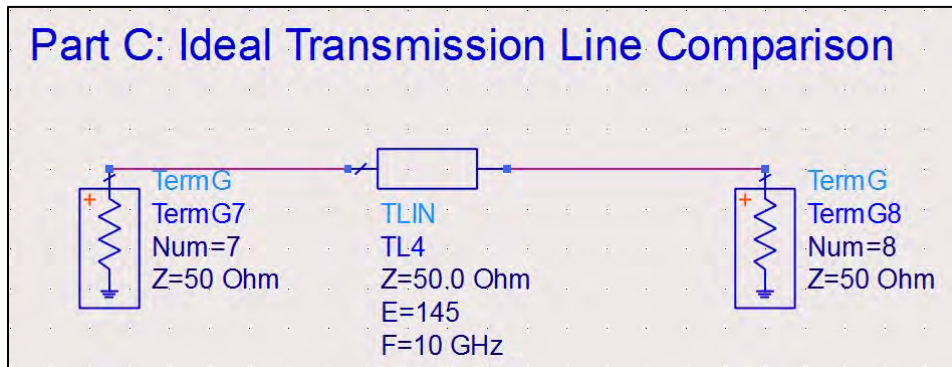 Part C: Ideal Transmission Line Comparison
TermG
TermG7
Num=7
Z=50 Ohm
TLIN
TL4
Z=50.0 Ohm
E=145
F=10 GHz
TermG
TermG8
Num=8
Z=50 Ohm